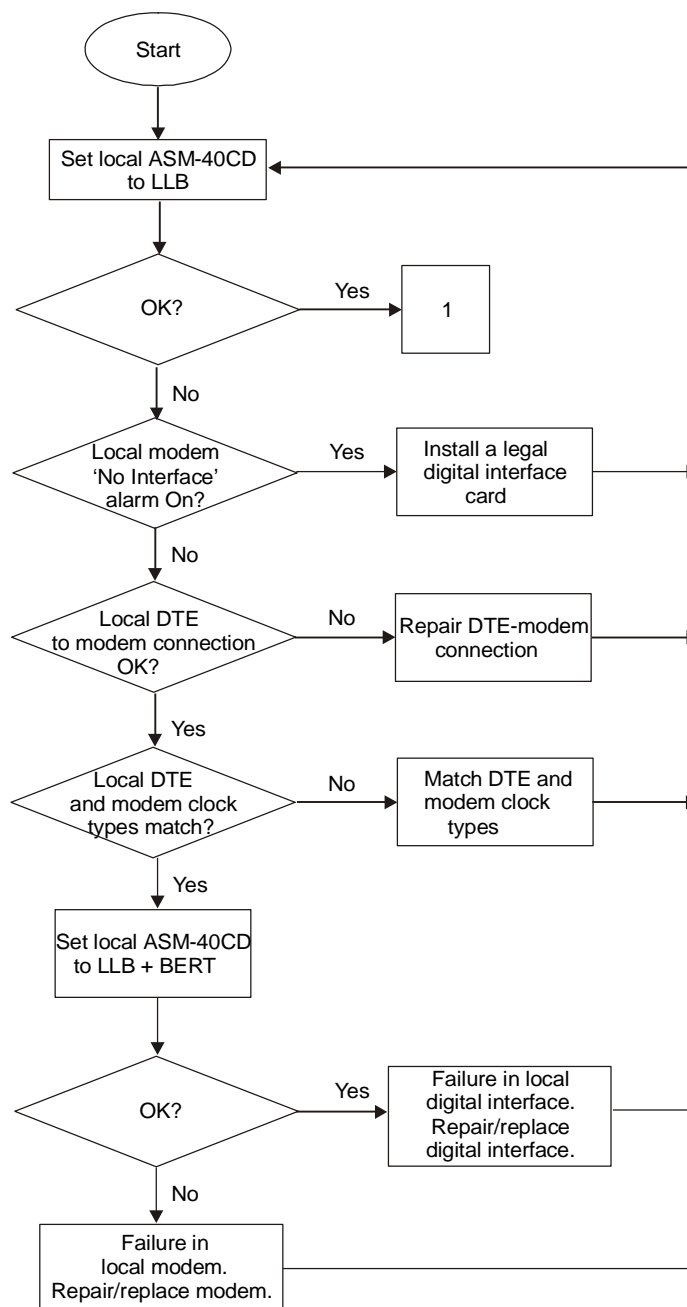 Start
Set local ASM-40CD
to LLB
OK?
Yes
1
No
Local modem
‘No Interface’
alarm On?
Yes
Install a legal
digital interface
card
No
Local DTE
to modem connection
OK?
No
Repair DTE-modem
connection
Yes
Local DTE
and modem clock
types match?
No
Match DTE and
modem clock
types
Yes
Set local ASM-40CD
to LLB + BERT
OK?
Yes
Failure in local
digital interface.
Repair/replace
digital interface.
No
Failure in
local modem.
Repair/replace modem.